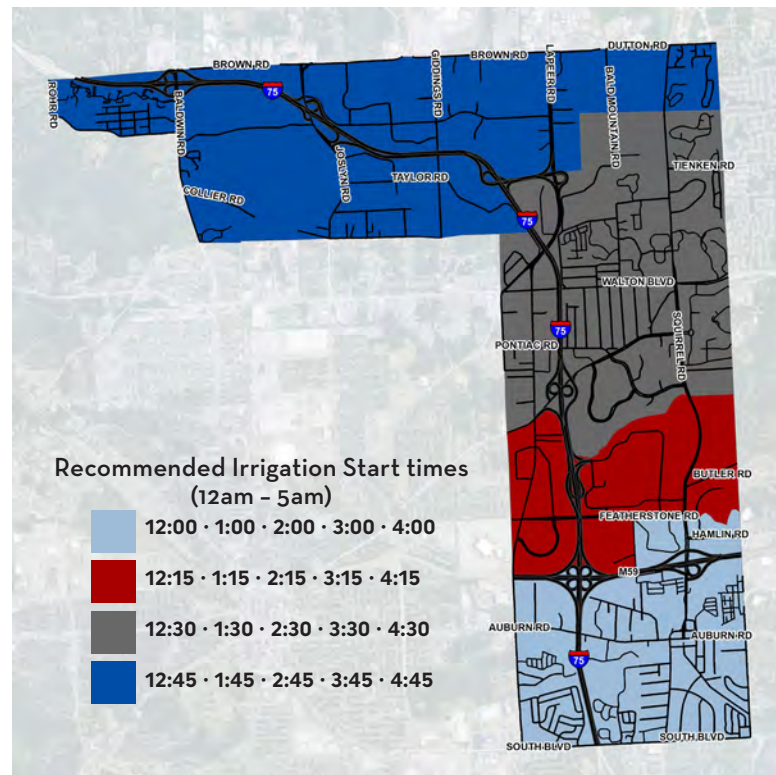 DUTTON RD
BROWN RD
BROWN RD
GIDDINGS RD
LAPEER RD
BALD MOUNTAIN RD
ROHR RD
BALDWIN RD
75
JOSLYN RD
TIENKEN RD
TAYLOR RD
COLLIER RD
75
WALTON BLVD
75
PONTIAC RD
SQUIRREL RD
Recommended Irrigation Start times
(12am – 5am)
12:00 · 1:00 · 2:00 · 3:00 · 4:00
12:15 · 1:15 · 2:15 · 3:15 · 4:15
12:30 · 1:30 · 2:30 · 3:30 · 4:30
12:45 · 1:45 · 2:45 · 3:45 · 4:45
BUTLER RD
FEATHERSTONE RD
HAMLIN RD
M59
AUBURN RD
AUBURN RD
75
SOUTH BLVD
SOUTH BLVD